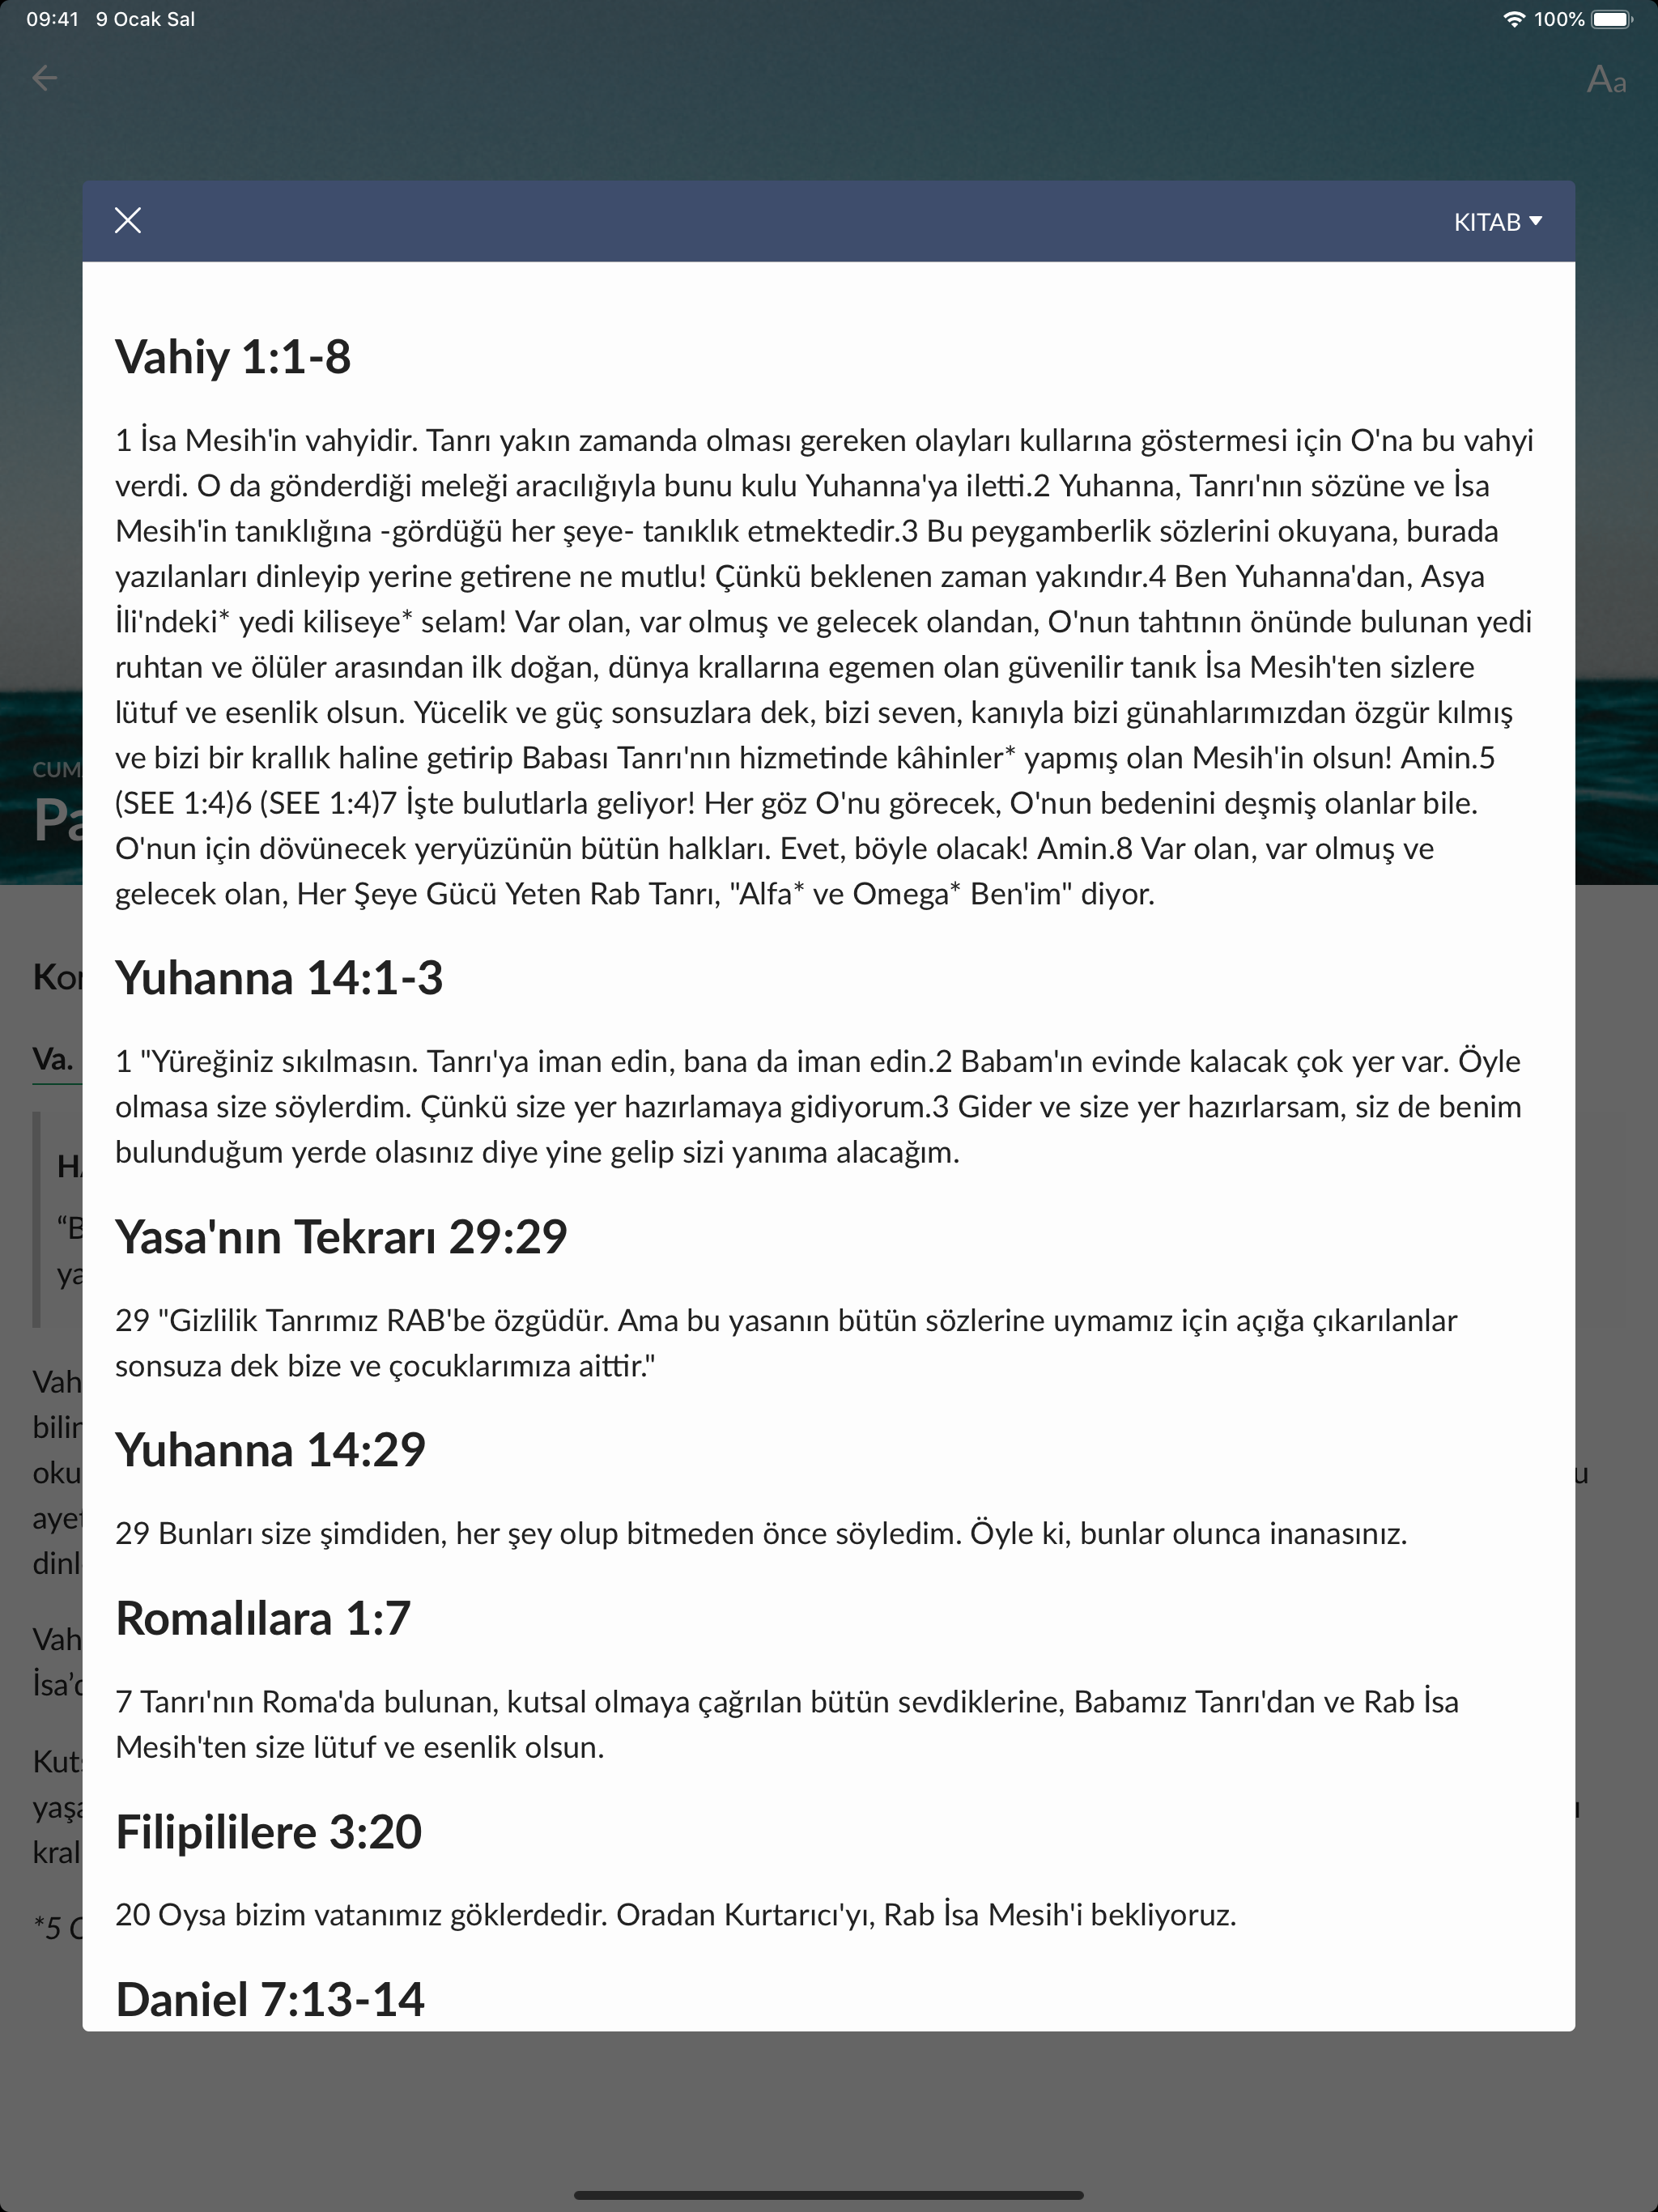 09:41 9 Ocak Sal
100%
Aa
KITAB
Vahiy 1:1-8
1 İsa Mesih'in vahyidir. Tanrı yakın zamanda olması gereken olayları kullarına göstermesi için O'na bu vahyi
verdi. O da gönderdiği meleği aracılığıyla bunu kulu Yuhanna'ya iletti.2 Yuhanna, Tanrı'nın sözüne ve İsa
Mesih'in tanıklığına -gördüğü her şeye- tanıklık etmektedir.3 Bu peygamberlik sözlerini okuyana, burada
yazılanları dinleyip yerine getirene ne mutlu! Çünkü beklenen zaman yakındır.4 Ben Yuhanna'dan, Asya
İli'ndeki* yedi kiliseye* selam! Var olan, var olmuş ve gelecek olandan, O'nun tahtının önünde bulunan yedi
ruhtan ve ölüler arasından ilk doğan, dünya krallarına egemen olan güvenilir tanık İsa Mesih'ten sizlere
lütuf ve esenlik olsun. Yücelik ve güç sonsuzlara dek, bizi seven, kanıyla bizi günahlarımızdan özgür kılmış
ve bizi bir krallık haline getirip Babası Tanrı'nın hizmetinde kâhinler* yapmış olan Mesih'in olsun! Amin.5
(SEE 1:4)6 (SEE 1:4)7 İşte bulutlarla geliyor! Her göz O'nu görecek, O'nun bedenini deşmiş olanlar bile.
O'nun için dövünecek yeryüzünün bütün halkları. Evet, böyle olacak! Amin.8 Var olan, var olmuş ve
gelecek olan, Her Şeye Gücü Yeten Rab Tanrı, "Alfa* ve Omega* Ben'im" diyor.
Yuhanna 14:1-3
1 "Yüreğiniz sıkılmasın. Tanrı'ya iman edin, bana da iman edin.2 Babam'ın evinde kalacak çok yer var. Öyle
olmasa size söylerdim. Çünkü size yer hazırlamaya gidiyorum.3 Gider ve size yer hazırlarsam, siz de benim
bulunduğum yerde olasınız diye yine gelip sizi yanıma alacağım.
Yasa'nın Tekrarı 29:29
29 "Gizlilik Tanrımız RAB'be özgüdür. Ama bu yasanın bütün sözlerine uymamız için açığa çıkarılanlar
sonsuza dek bize ve çocuklarımıza aittir."
Yuhanna 14:29
29 Bunları size şimdiden, her şey olup bitmeden önce söyledim. Öyle ki, bunlar olunca inanasınız.
Romalılara 1:7
7 Tanrı'nın Roma'da bulunan, kutsal olmaya çağrılan bütün sevdiklerine, Babamız Tanrı'dan ve Rab İsa
Mesih'ten size lütuf ve esenlik olsun.
Filipililere 3:20
20 Oysa bizim vatanımız göklerdedir. Oradan Kurtarıcı'yı, Rab İsa Mesih'i bekliyoruz.
Daniel 7:13-14